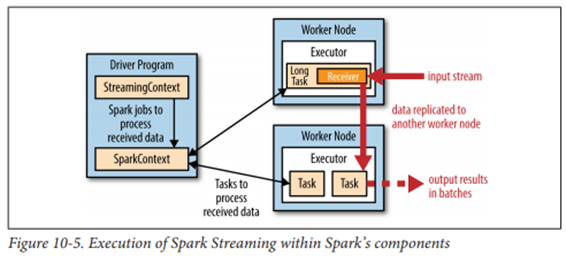 Driver Program
StreamingContext
Spark jobs to
process
received data
SparkContext
Tasks to
process
received data
Worker Node
Executor
Long
Task
Receiver
input stream
data replicated to
another worker node
Worker Node
Executor
Task
Task
output results
in batches
Figure 10-5. Execution of Spark Streaming within Spark's components